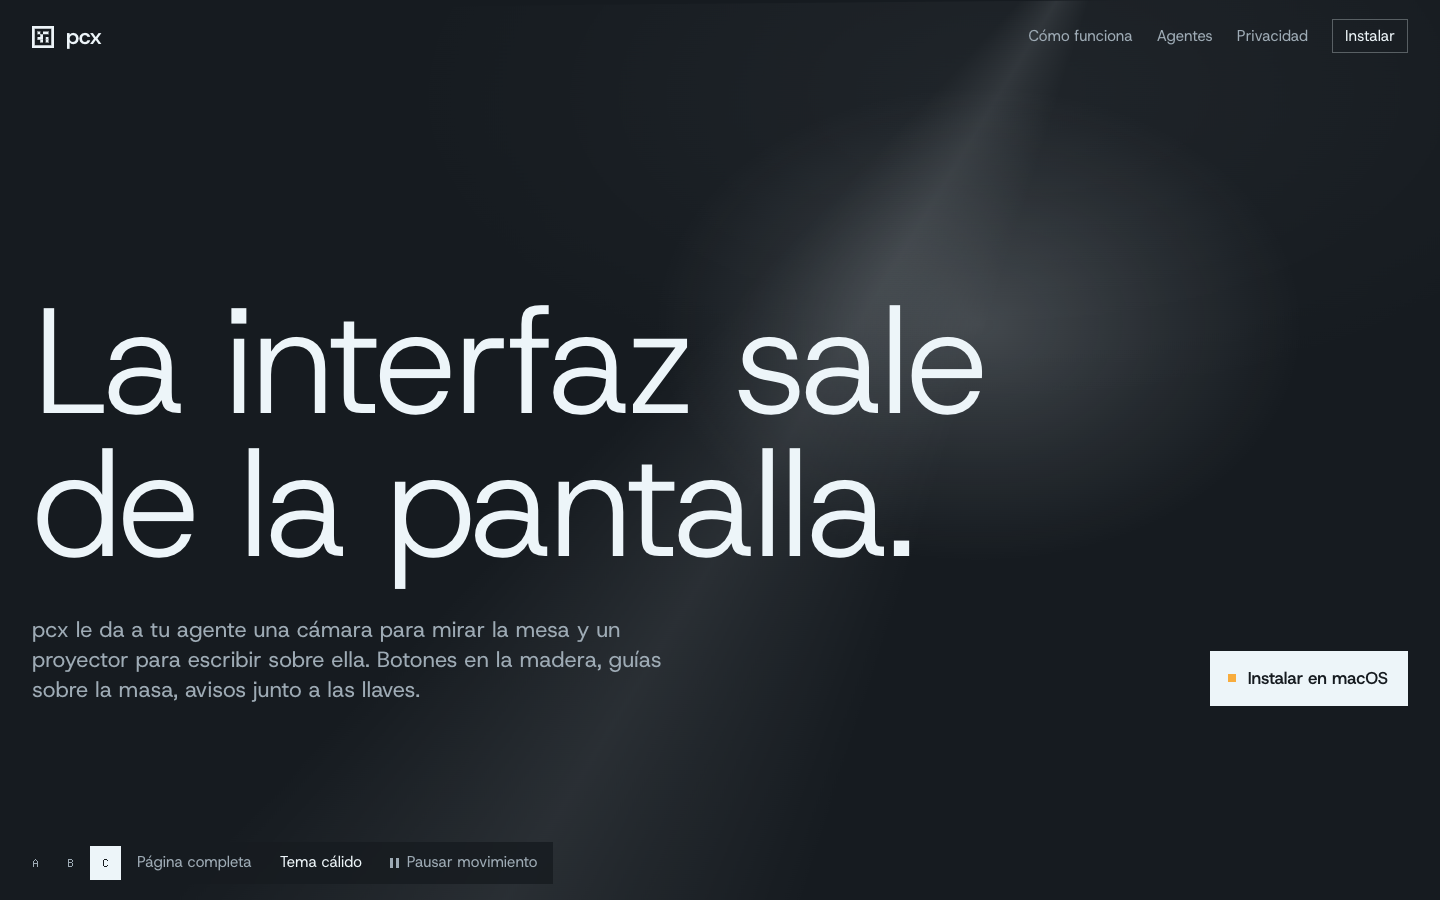 pcx
Cómo funciona
Agentes
Privacidad
Instalar
La interfaz sale
de la pantalla.
pcx le da a tu agente una cámara para mirar la mesa y un
proyector para escribir sobre ella. Botones en la madera, guías
sobre la masa, avisos junto a las llaves.
Instalar en macOS
A
B
C
Página completa
Tema cálido
Pausar movimiento